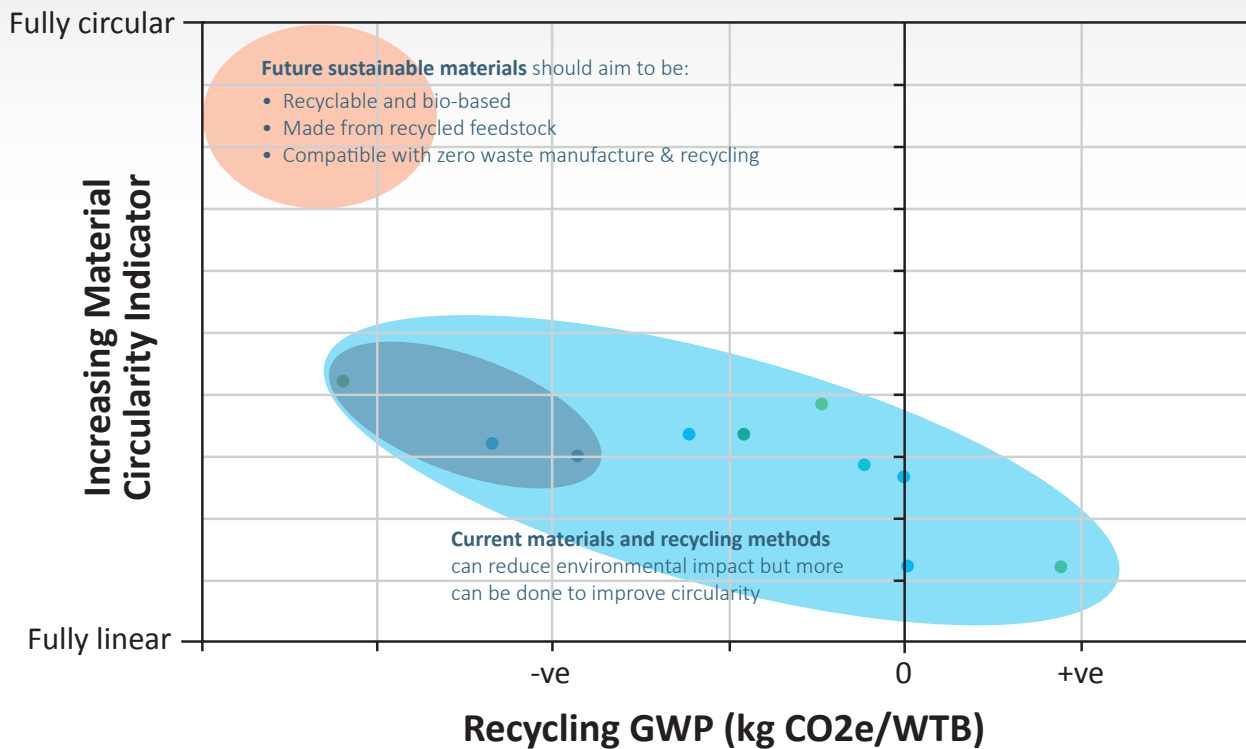 Fully circular
Future sustainable materials should aim to be:
• Recyclable and bio-based
• Made from recycled feedstock
• Compatible with zero waste manufacture & recycling
Increasing Material
Circularity Indicator
Current materials and recycling methods
can reduce environmental impact but more
can be done to improve circularity
Fully linear
-ve
0
+ve
Recycling GWP (kg CO2e/WTB)